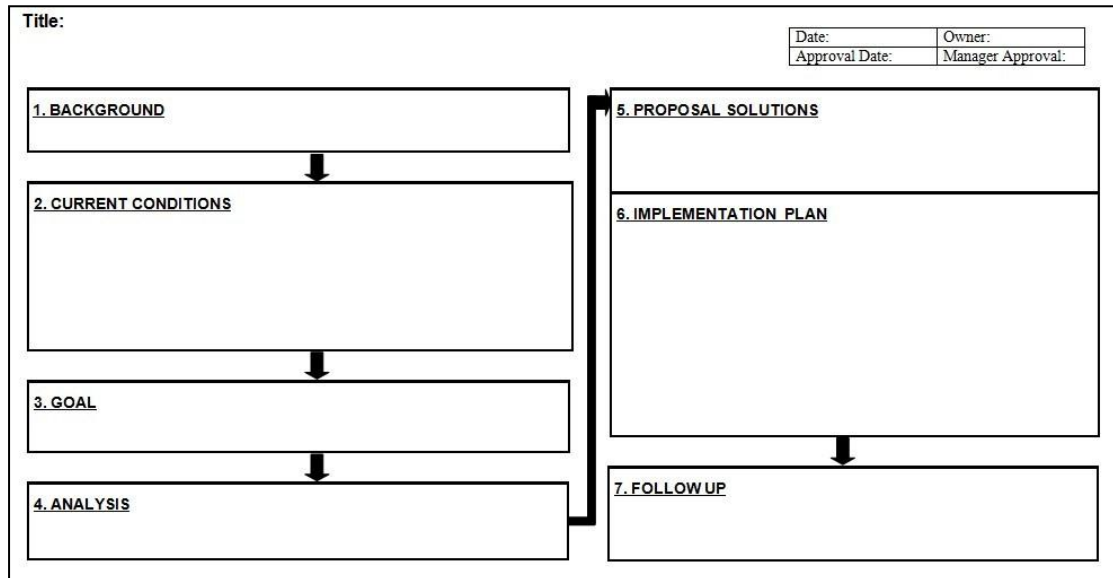 Title:
Date: Owner:
Approval Date: Manager Approval:
1. BACKGROUND
2. CURRENT CONDITIONS
3. GOAL
4. ANALYSIS
5. PROPOSAL SOLUTIONS
6. IMPLEMENTATION PLAN
7. FOLLOW UP